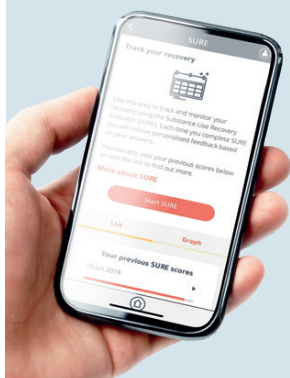 SURE
Track your recovery
Use this area to track and monitor your
recovery using the Substance Use Recovery
Evaluator (SURE). Each time you complete SURE
you will receive personalised feedback based
on your answers.
You can also view your previous scores below
or click the link to find out more.
More about SURE
Start SURE
List
Graph
Your previous SURE scores
19 Jun 2019